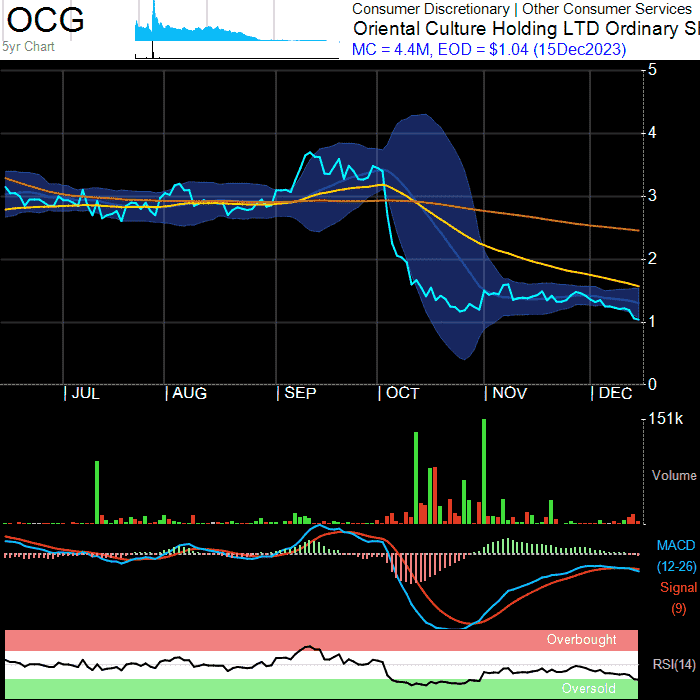 OCG
5yr Chart
Consumer Discretionary | Other Consumer Services
Oriental Culture Holding LTD Ordinary S
MC = 4.4M, EOD = $1.04 (15Dec2023)
5
4
3
2
1
0
JUL AUG SEP OCT NOV DEC
151k
Volume
MACD
(12-26)
Signal
(9)
Overbought
RSI(14)
Oversold